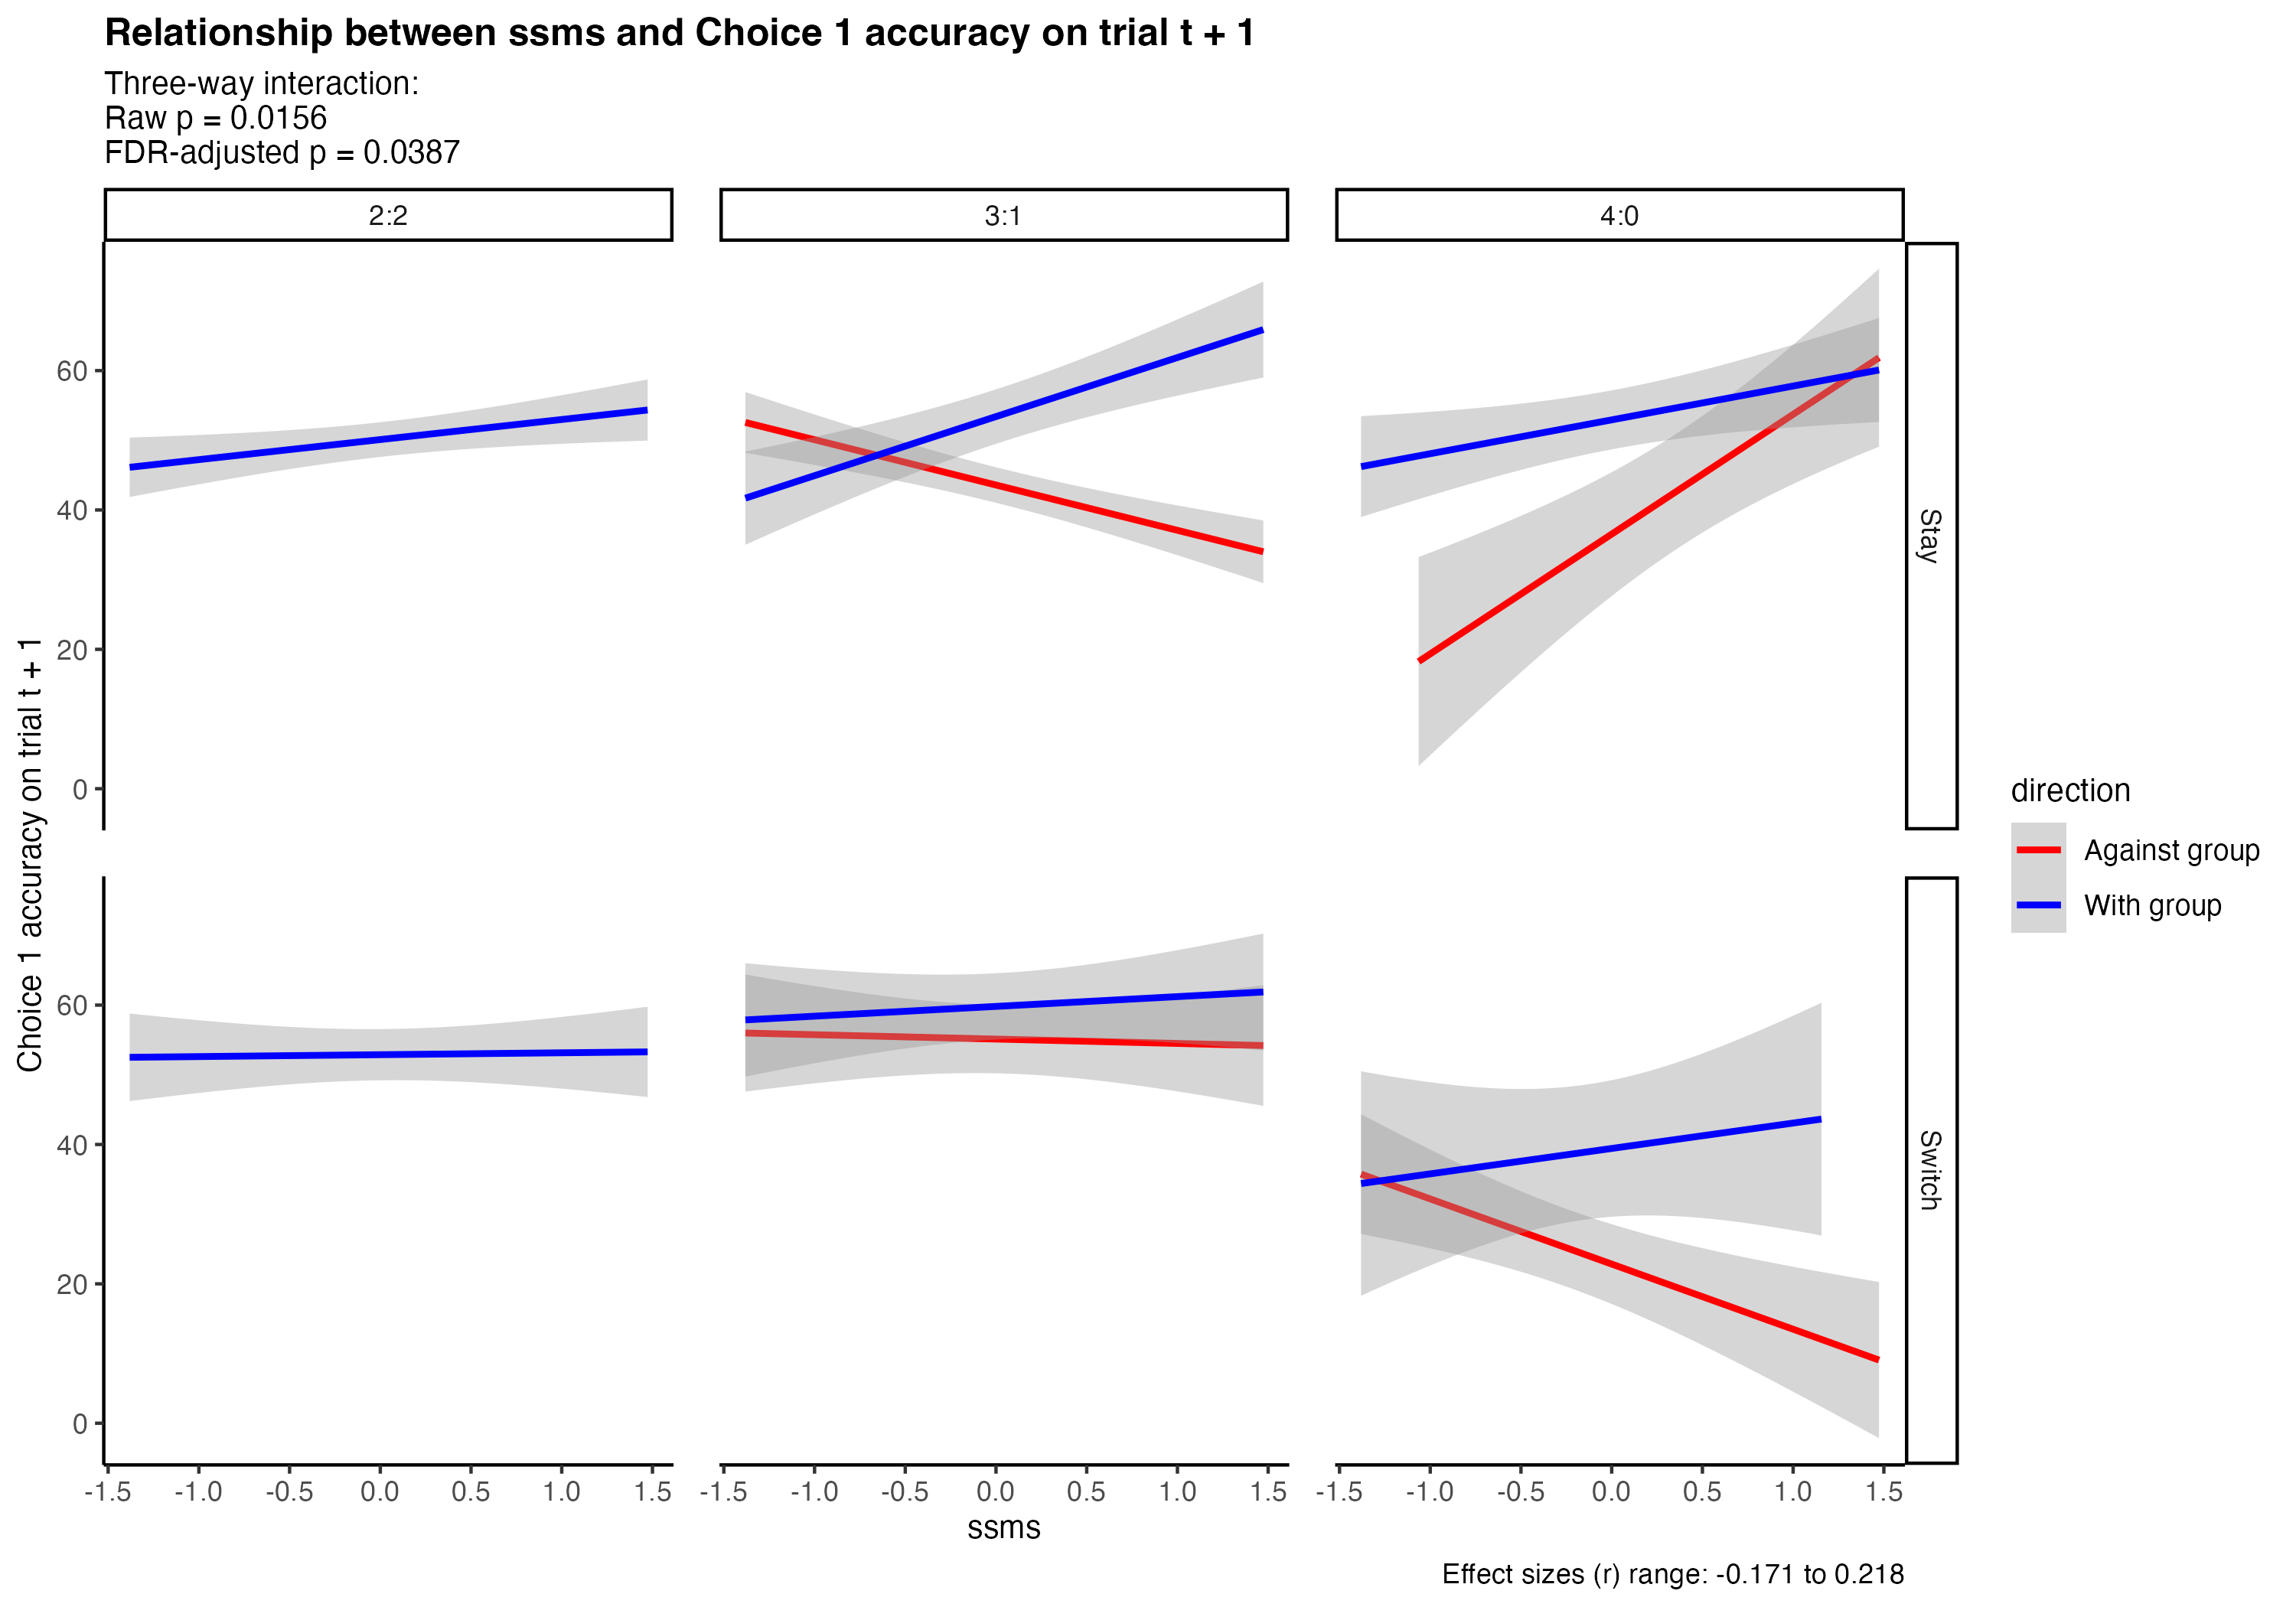 Relationship between ssms and Choice 1 accuracy on trial t + 1
Three-way interaction:
Raw p = 0.0156
FDR-adjusted p = 0.0387
2:2
3:1
4:0
Choice 1 accuracy on trial t + 1
60
40
20
0
Stay
60
40
20
0
Switch
direction
Against group
With group
-1.5 -1.0 -0.5 0.0 0.5 1.0 1.5
-1.5 -1.0 -0.5 0.0 0.5 1.0 1.5
-1.5 -1.0 -0.5 0.0 0.5 1.0 1.5
ssms
Effect sizes (r) range: -0.171 to 0.218